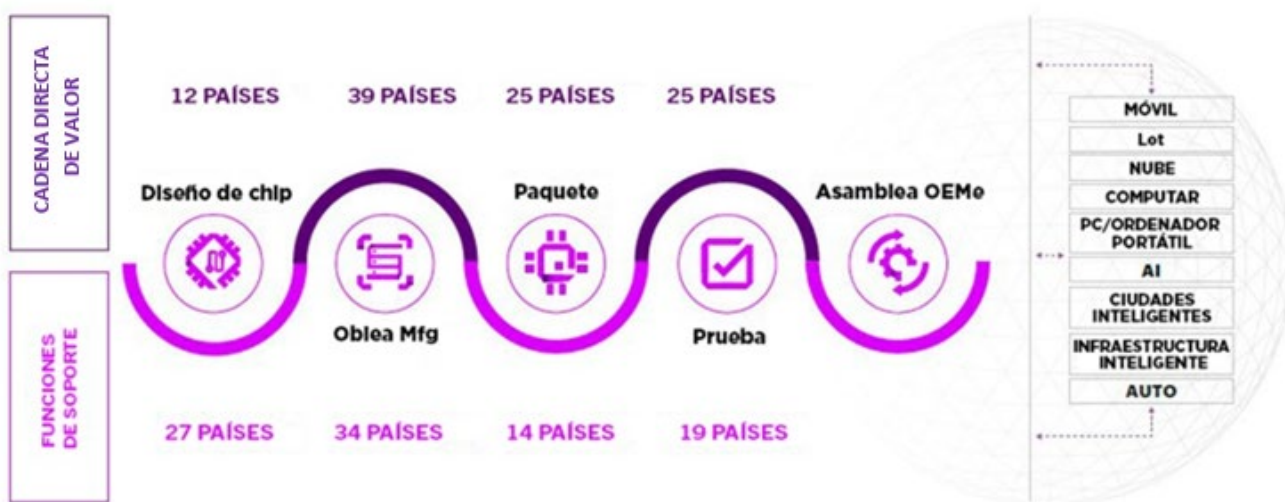 CADENA DIRECTA
DE VALOR
12 PAÍSES
39 PAÍSES
25 PAÍSES
25 PAÍSES
Diseño de chip
Paquete
Asamblea OEMe
Oblea Mfg
Prueba
FUNCIONES
DE SOPORTE
27 PAÍSES
34 PAÍSES
14 PAÍSES
19 PAÍSES
MÓVIL
Lot
NUBE
COMPUTAR
PC/ORDENADOR
PORTÁTIL
AI
CIUDADES
INTELIGENTES
INFRAESTRUCTURA
INTELIGENTE
AUTO